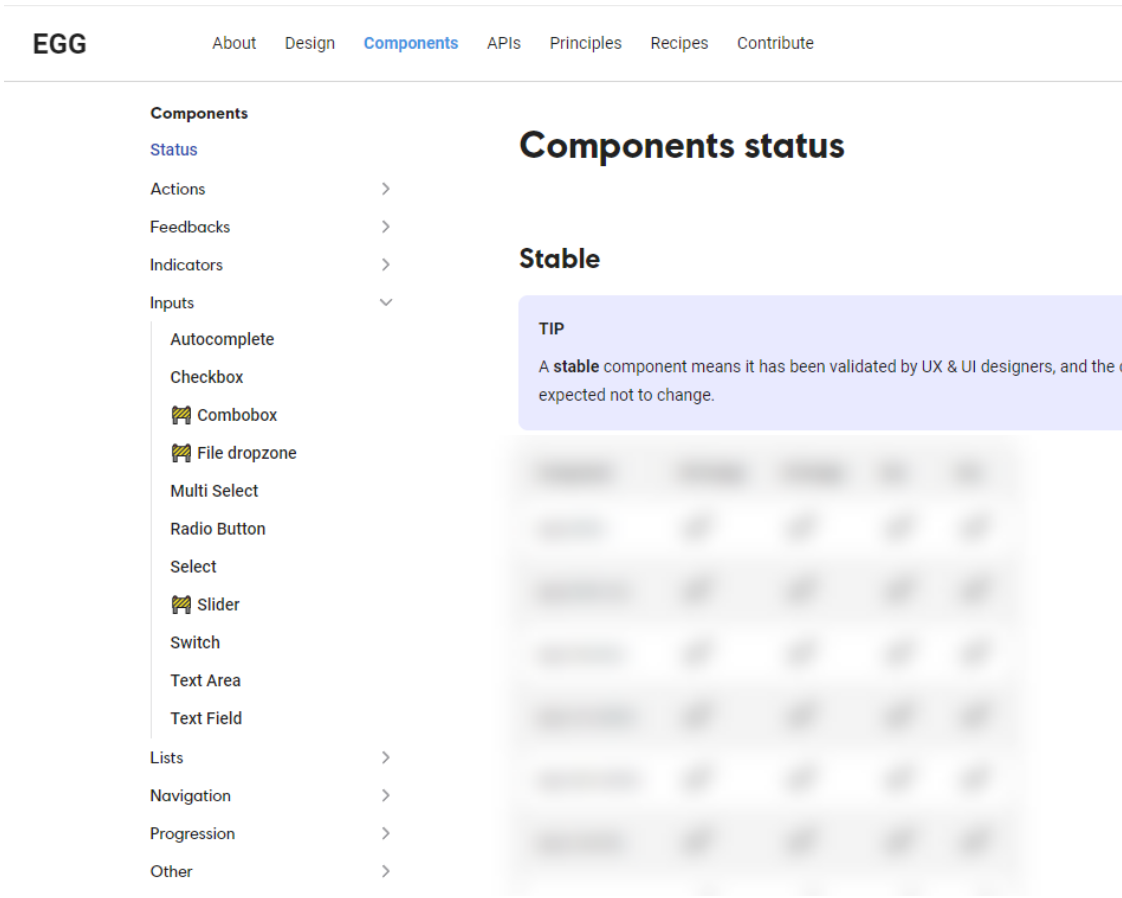 EGG
About Design Components APIs Principles Recipes Contribute
Components
Status
Actions
Feedbacks
Indicators
Inputs
Autocomplete
Checkbox
🚧 Combobox
🚧 File dropzone
Multi Select
Radio Button
Select
🚧 Slider
Switch
Text Area
Text Field
Lists
Navigation
Progression
Other
Components status
Stable
TIP
A stable component means it has been validated by UX & UI designers, and the
expected not to change.